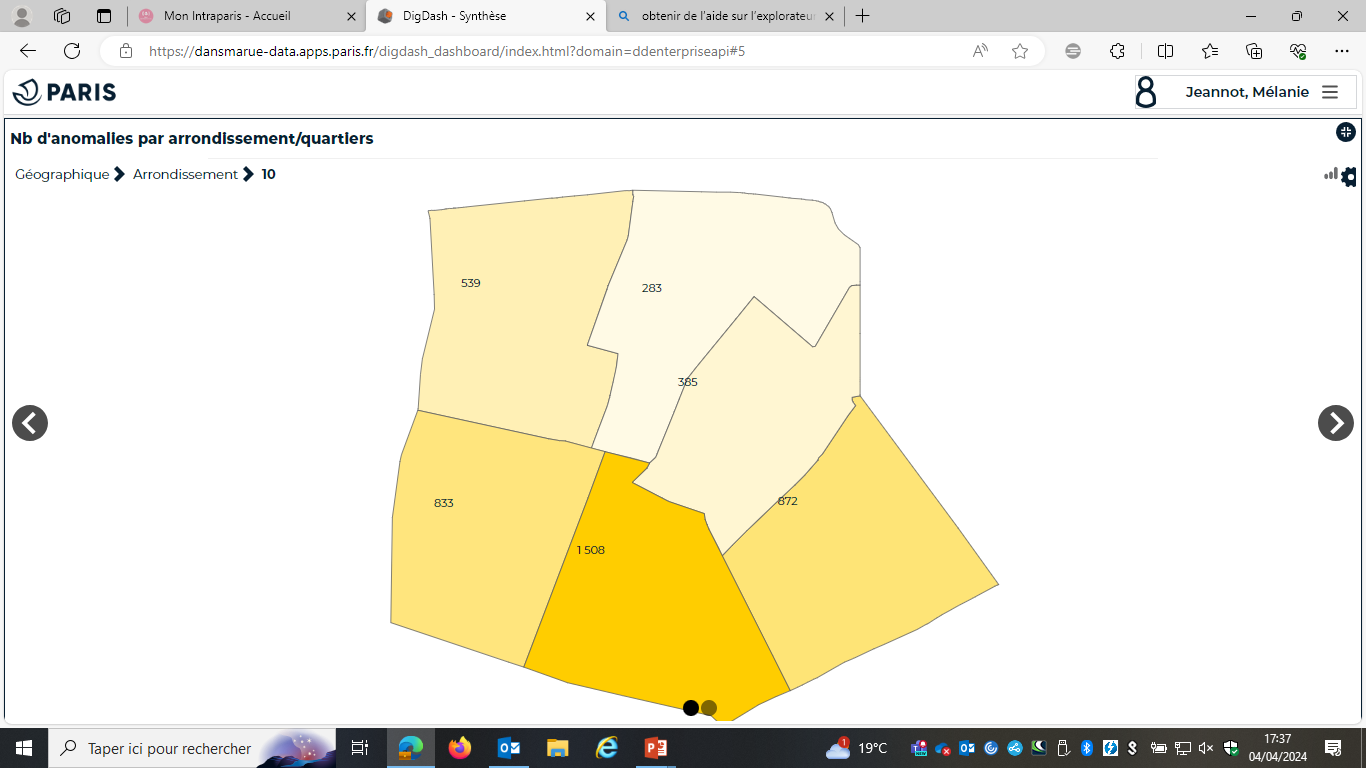 Mon Intraparis - Accueil
DigDash - Synthèse
obtenir de l'aide sur l'explorateur
https://dansmarue-data.apps.paris.fr/digdash_dashboard/index.html?domain=ddenterpriseapi#5
PARIS
Jeannot, Mélanie
Nb d'anomalies par arrondissement/quartiers
Géographique Arrondissement 10
539
283
385
833
872
1 508
Taper ici pour rechercher
1
19°C
17:37
04/04/2024